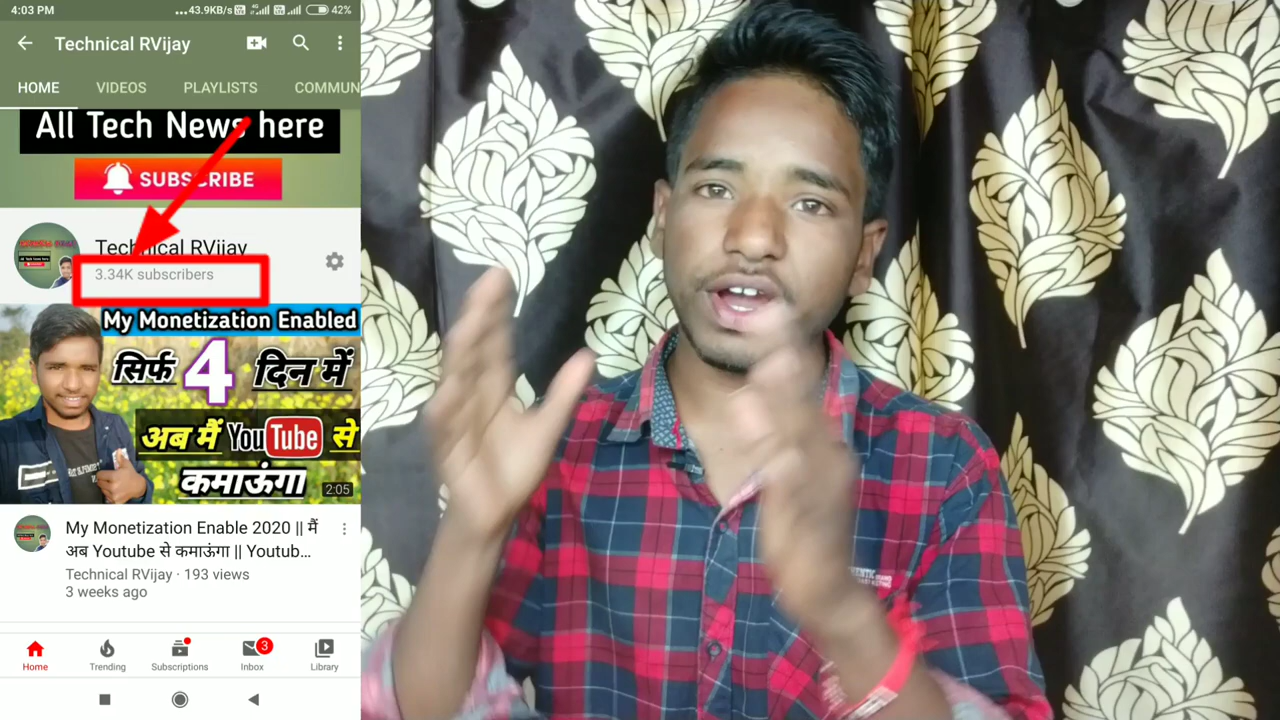 4:03 PM
...43.9KB/s 42%
Technical RVijay
HOME VIDEOS PLAYLISTS COMMUN
All Tech News here
SUBSCRIBE
Technical RVijay
3.34K subscribers
My Monetization Enabled
सिर्फ 4 दिन में
अब मैं YouTube से
कमाऊंगा
2:05
My Monetization Enable 2020 || मैं
अब Youtube से कमाऊंगा || Youtub...
Technical RVijay · 193 views
3 weeks ago
3
Home Trending Subscriptions Inbox Library